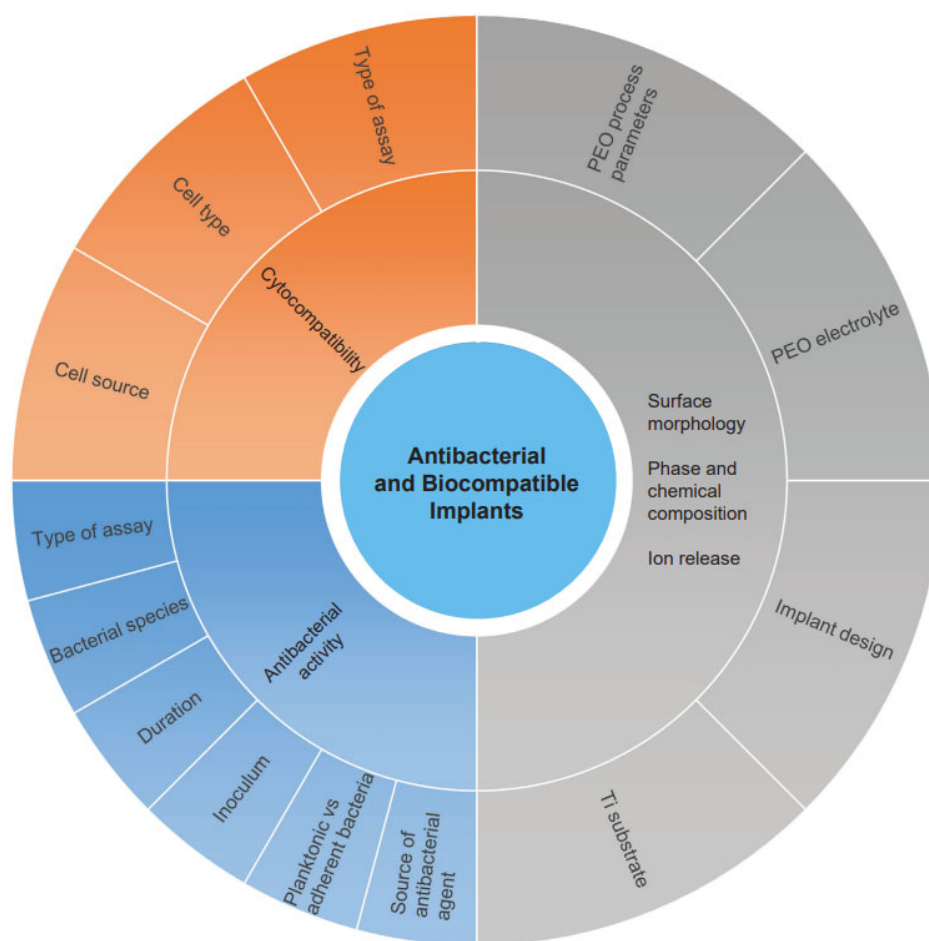 Type of assay
Cell type
Cell source
Cytocompatibility
PEO process
parameters
PEO electrolyte
Surface
morphology
Phase and
chemical
composition
Ion release
Antibacterial
and Biocompatible
Implants
Implant design
Ti substrate
Type of assay
Bacterial species
Duration
Inoculum
Planktonic vs
adherent bacteria
Source of
antibacterial
agent
Antibacterial
activity